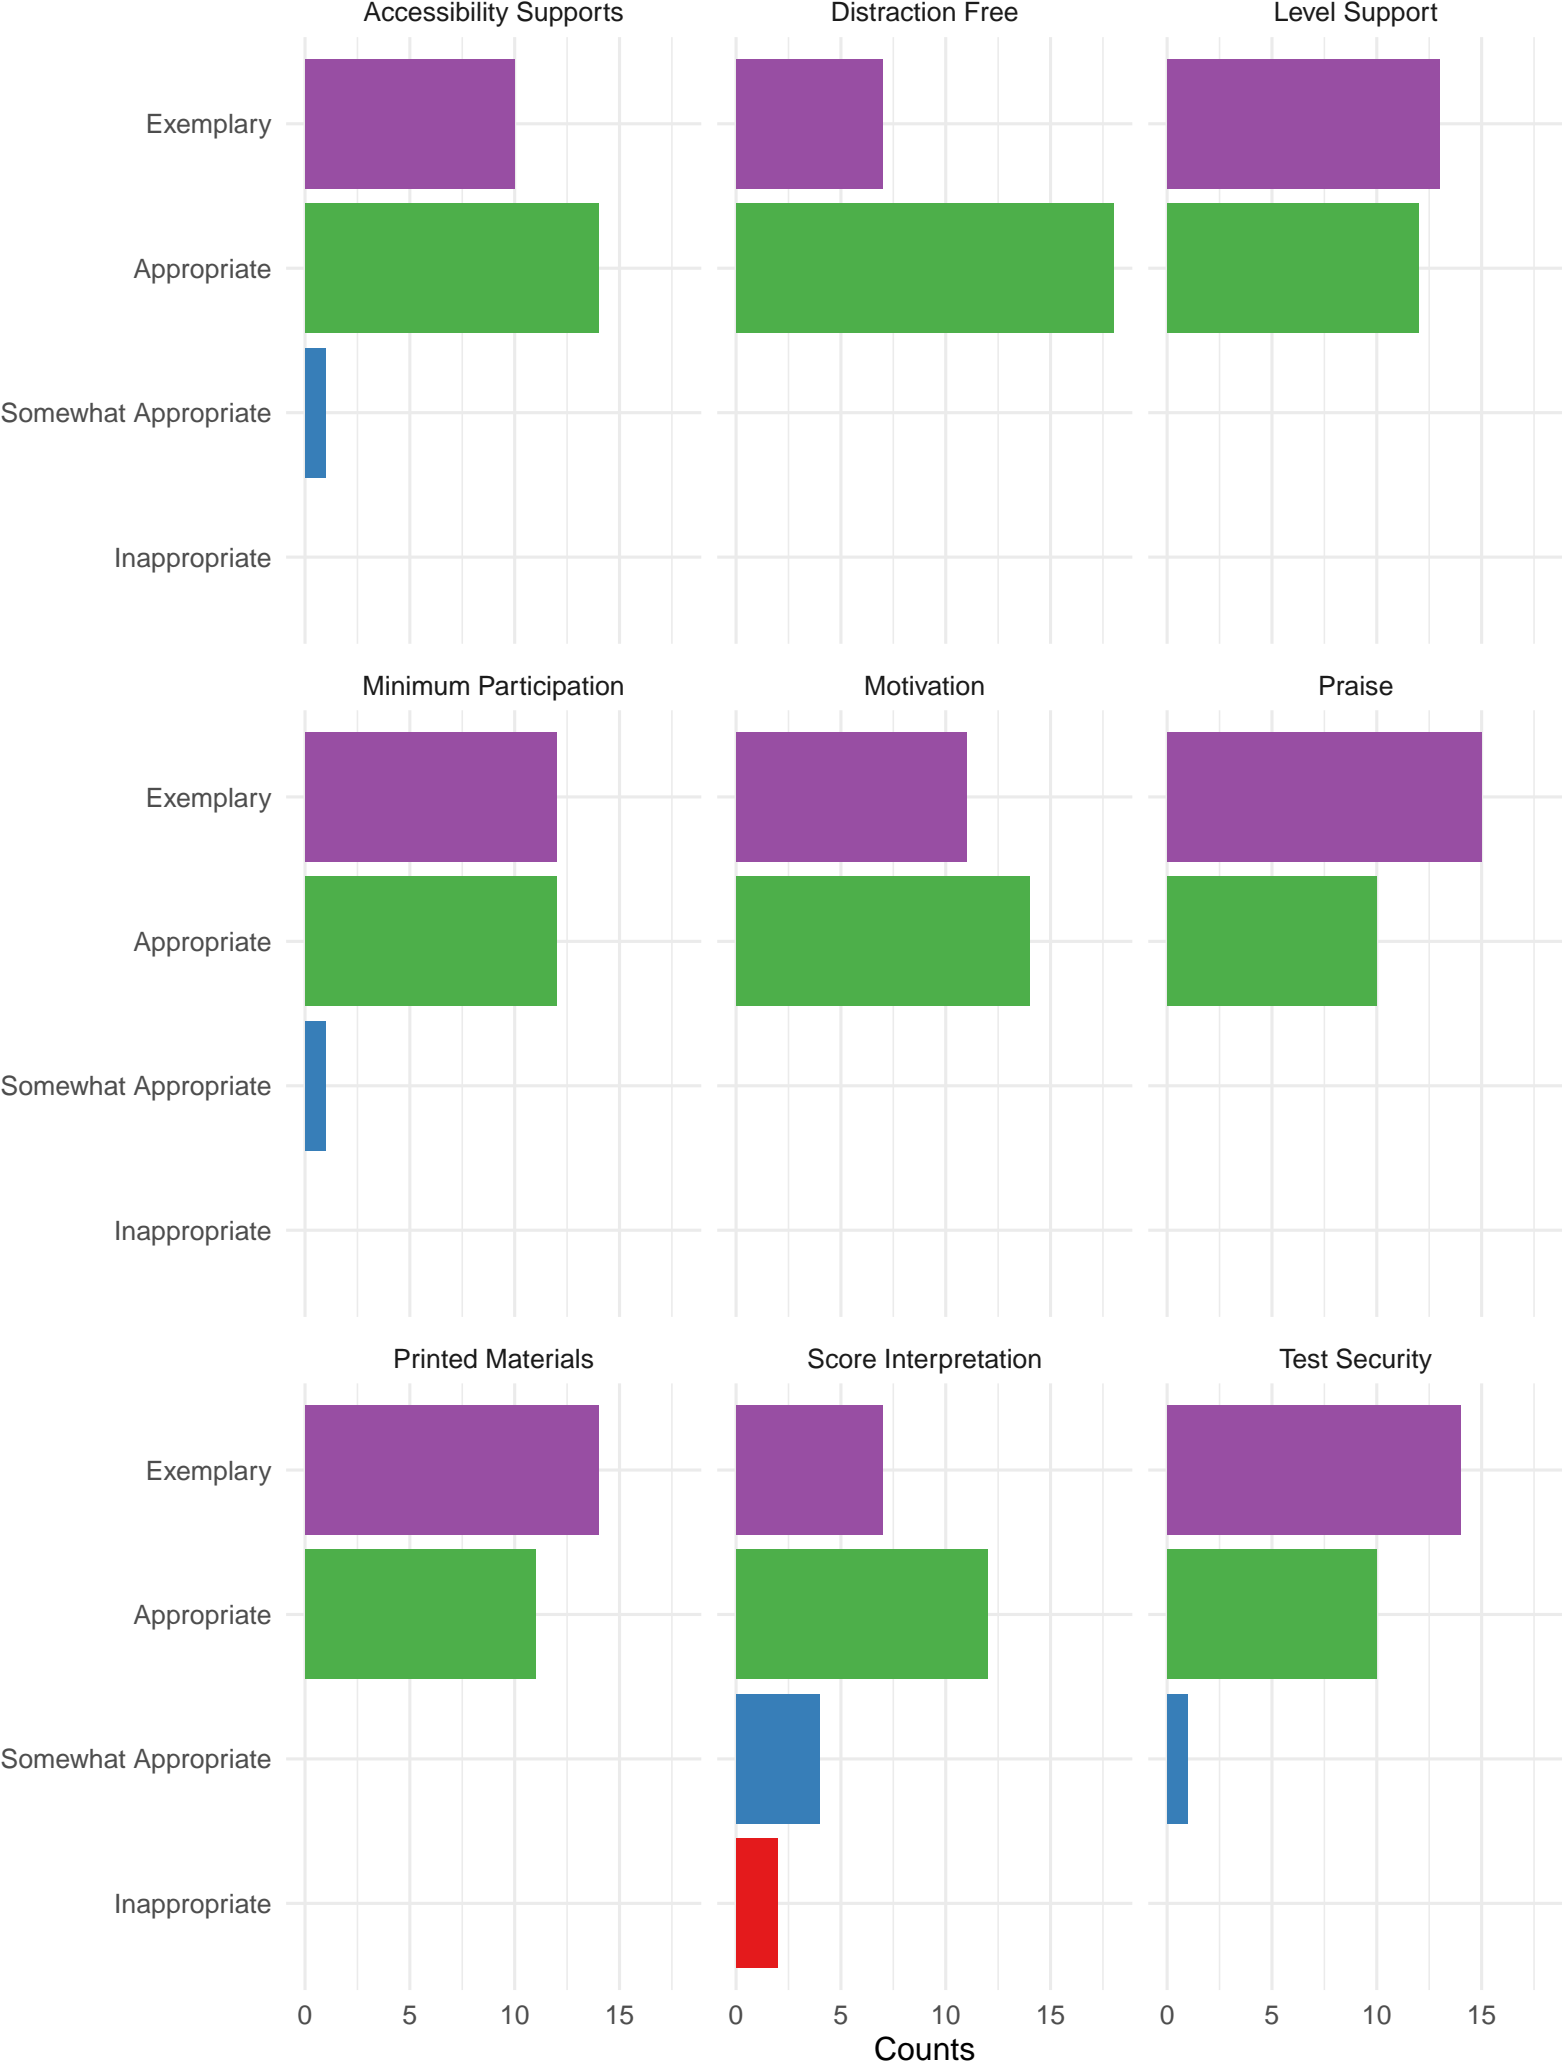 Accessibility Supports
Distraction Free
Level Support
Exemplary
Appropriate
Somewhat Appropriate
Inappropriate
Minimum Participation
Motivation
Praise
Exemplary
Appropriate
Somewhat Appropriate
Inappropriate
Printed Materials
Score Interpretation
Test Security
Exemplary
Appropriate
Somewhat Appropriate
Inappropriate
0 5 10 15
0 5 10 15
0 5 10 15
Counts